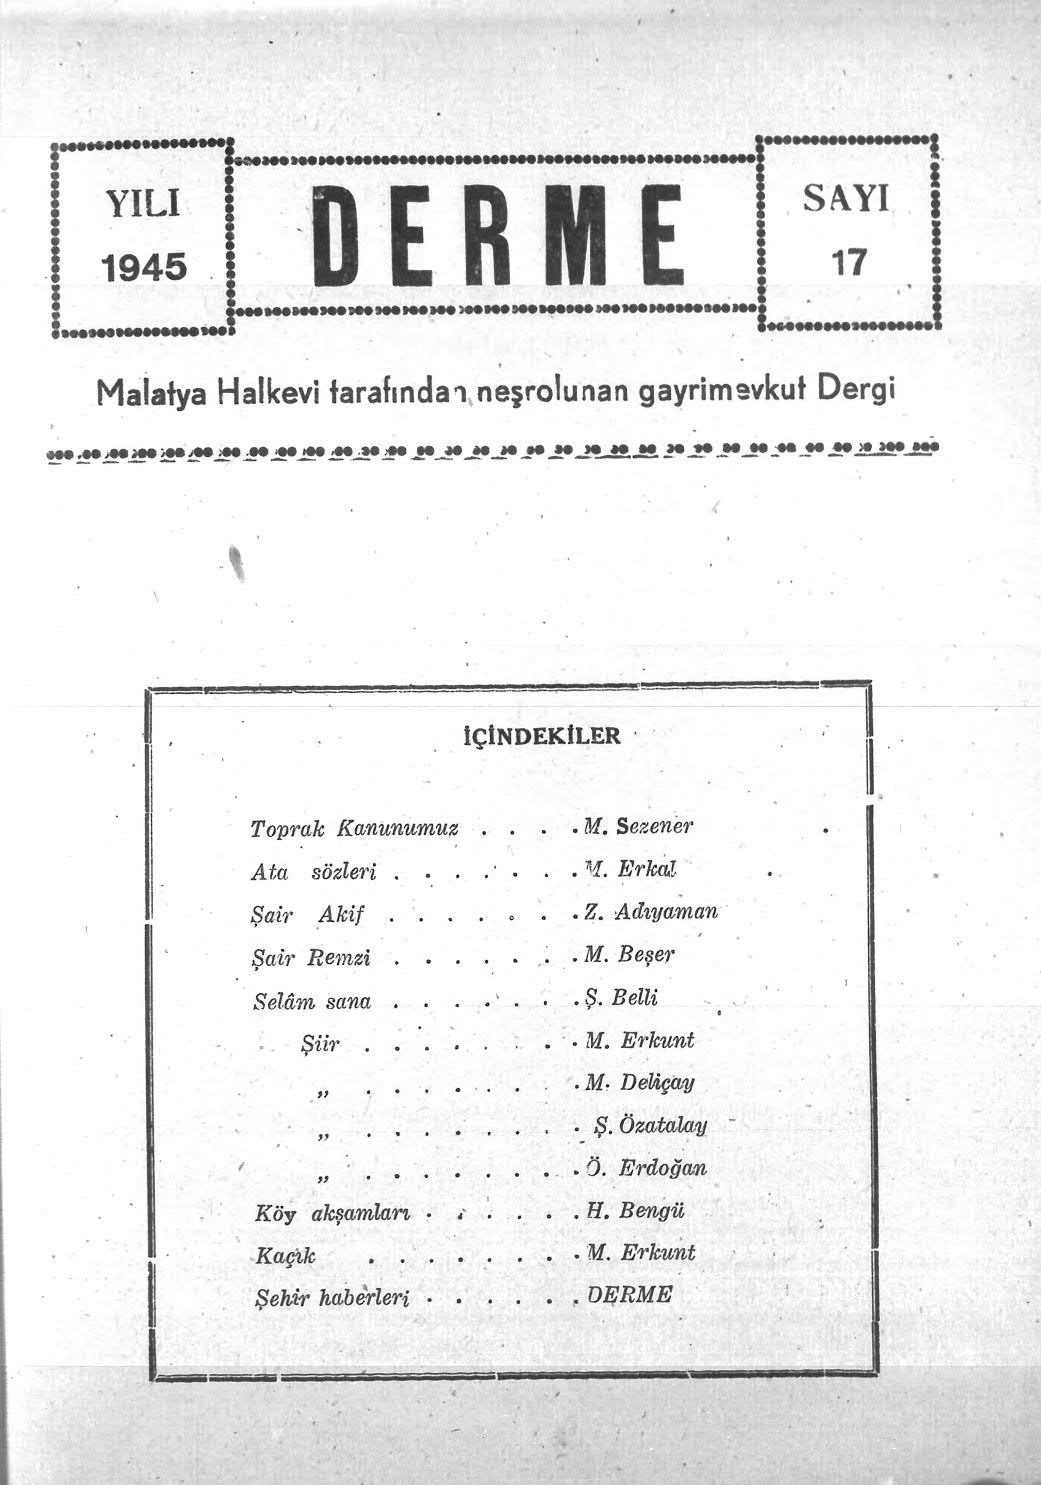 YILI
1945
DERME
SAYI
17
Malatya Halkevi tarafından neşrolunan gayrimevkut Dergi
İÇİNDEKİLER
Toprak Kanunumuz . . . . M. Sezener
Ata sözleri . . . . . . . M. Erkal
Şair Akif . . . . . . . Z. Adıyaman
Şair Remzi . . . . . . . M. Beşer
Selâm sana . . . . . . . Ş. Belli
Şiir . . . . . . . . M. Erkunt
„ . . . . . . . M. Deliçay
„ . . . . . . . . Ş. Özatalay
„ . . . . . . . . Ö. Erdoğan
Köy akşamları . . . . . . H. Bengü
Kaçık . . . . . . . . M. Erkunt
Şehir haberleri . . . . . . DERME